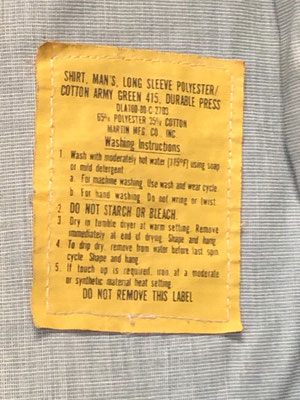 SHIRT, MAN'S, LONG SLEEVE POLYESTER/
COTTON ARMY GREEN 415, DURABLE PRESS
DLA100-80-C 2703
65% POLYESTER 35% COTTON
MARTIN MFG. CO. INC
Washing Instructions
1. Wash with moderately hot water (115°F) using soap
or mild detergent
a. For machine washing. Use wash and wear cycle.
b. For hand washing. Do not wring or twist.
2. DO NOT STARCH OR BLEACH.
3. Dry in tumble dryer at warm setting. Remove
immediately at end of drying. Shape and hang
4. To drip dry, remove from water before last spin
cycle. Shape and hang
5. If touch up is required, iron at a moderate
or synthetic material heat setting
DO NOT REMOVE THIS LABEL